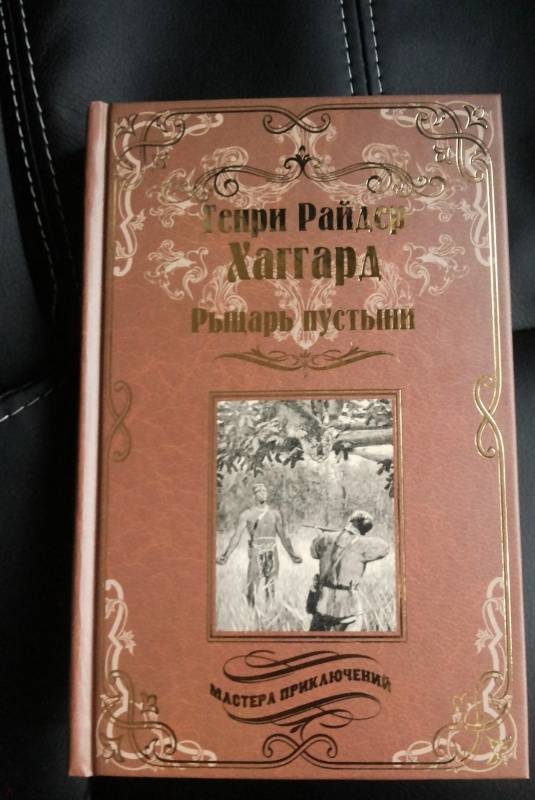 Генри Райдер
Хаггард
Рыцарь пустыни
МАСТЕРА ПРИКЛЮЧЕНИЙ